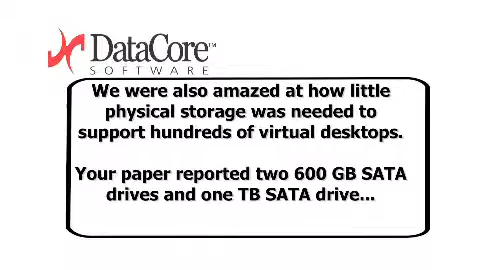 DataCore™
SOFTWARE
We were also amazed at how little
physical storage was needed to
support hundreds of virtual desktops.
Your paper reported two 600 GB SATA
drives and one TB SATA drive...